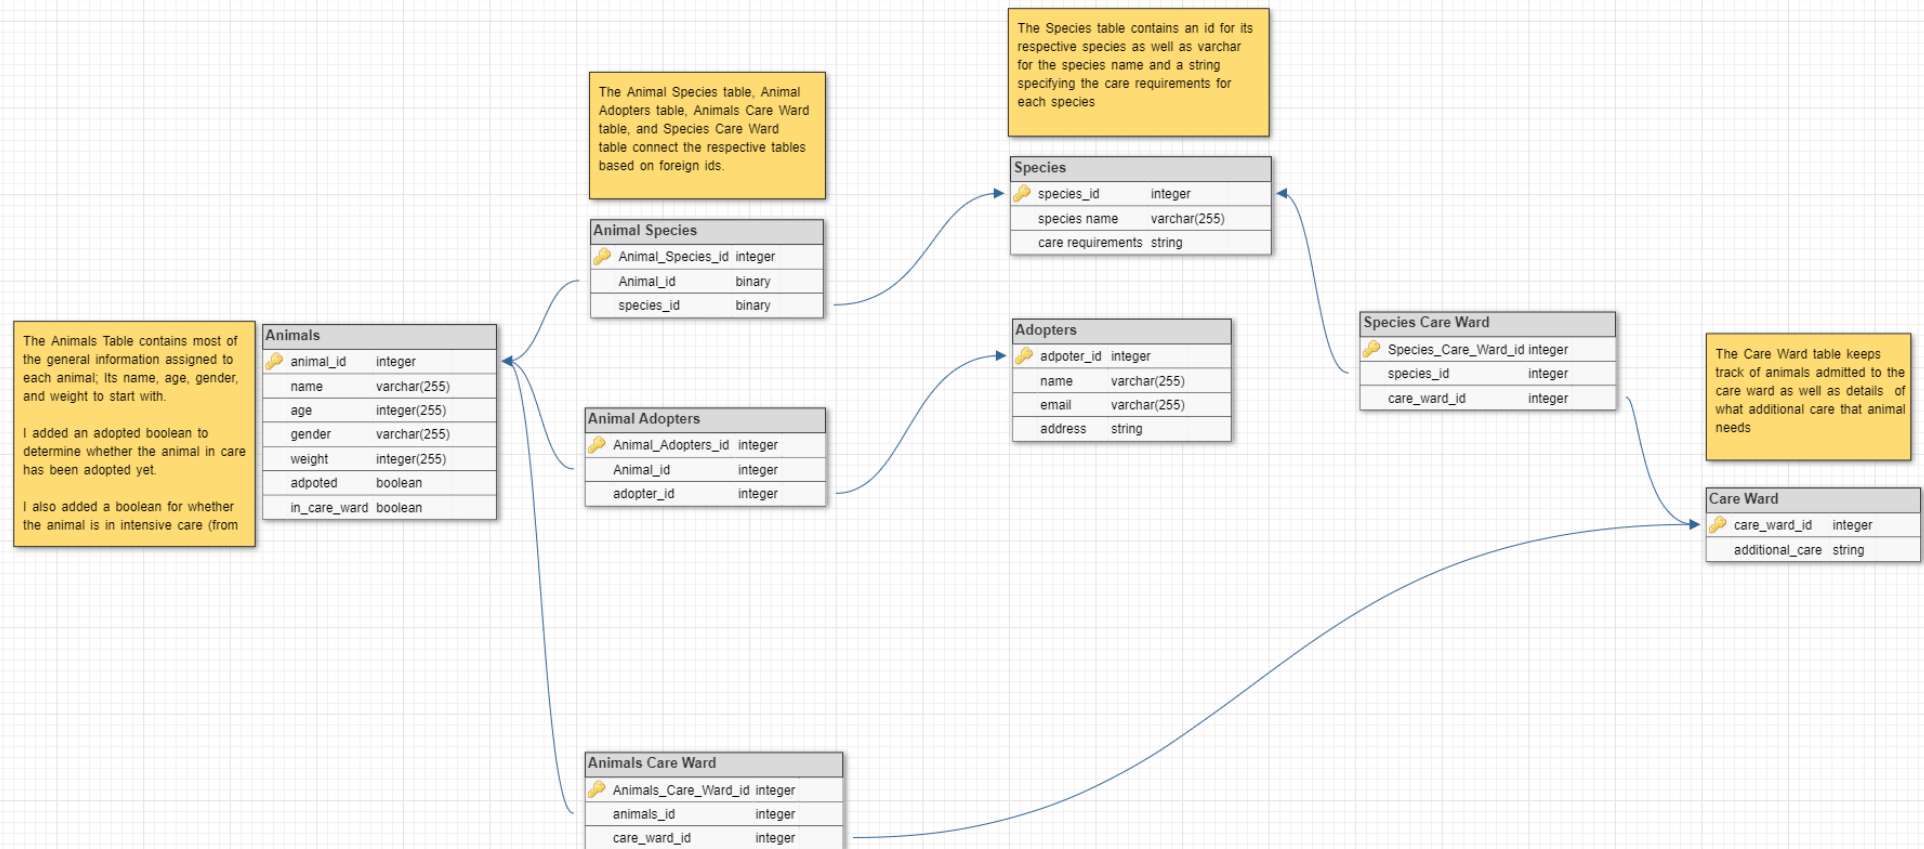 The Species table contains an id for its
respective species as well as varchar
for the species name and a string
specifying the care requirements for
each species
The Animal Species table, Animal
Adopters table, Animals Care Ward
table, and Species Care Ward
table connect the respective tables
based on foreign ids.
Species
species_id integer
species name varchar(255)
care requirements string
Animal Species
Animal_Species_id integer
Animal_id binary
species_id binary
The Animals Table contains most of
the general information assigned to
each animal; Its name, age, gender,
and weight to start with.
I added an adopted boolean to
determine whether the animal in care
has been adopted yet.
I also added a boolean for whether
the animal is in intensive care (from
Animals
animal_id integer
name varchar(255)
age integer(255)
gender varchar(255)
weight integer(255)
adpoted boolean
in_care_ward boolean
Adopters
adpoter_id integer
name varchar(255)
email varchar(255)
address string
Animal Adopters
Animal_Adopters_id integer
Animal_id integer
adopter_id integer
Species Care Ward
Species_Care_Ward_id integer
species_id integer
care_ward_id integer
The Care Ward table keeps
track of animals admitted to the
care ward as well as details of
what additional care that animal
needs
Care Ward
care_ward_id integer
additional_care string
Animals Care Ward
Animals_Care_Ward_id integer
animals_id integer
care_ward_id integer